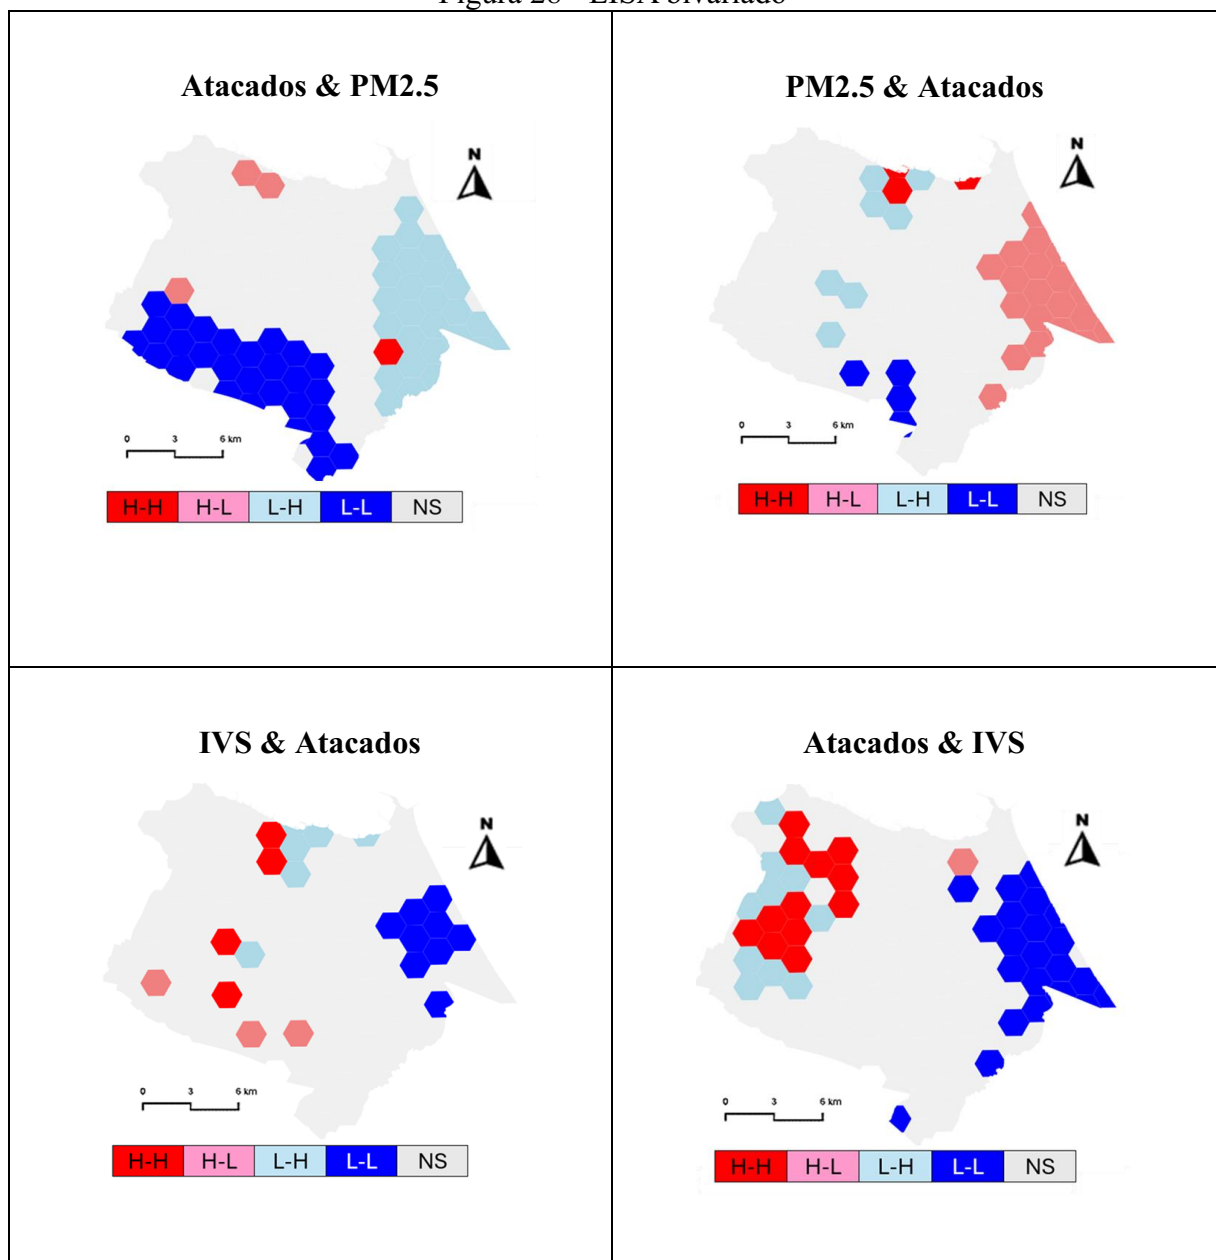 Atacados & PM2.5
N
0 3 6 km
H-H H-L L-H L-L NS
PM2.5 & Atacados
N
0 3 6 km
H-H H-L L-H L-L NS
IVS & Atacados
N
0 3 6 km
H-H H-L L-H L-L NS
Atacados & IVS
N
0 3 6 km
H-H H-L L-H L-L NS